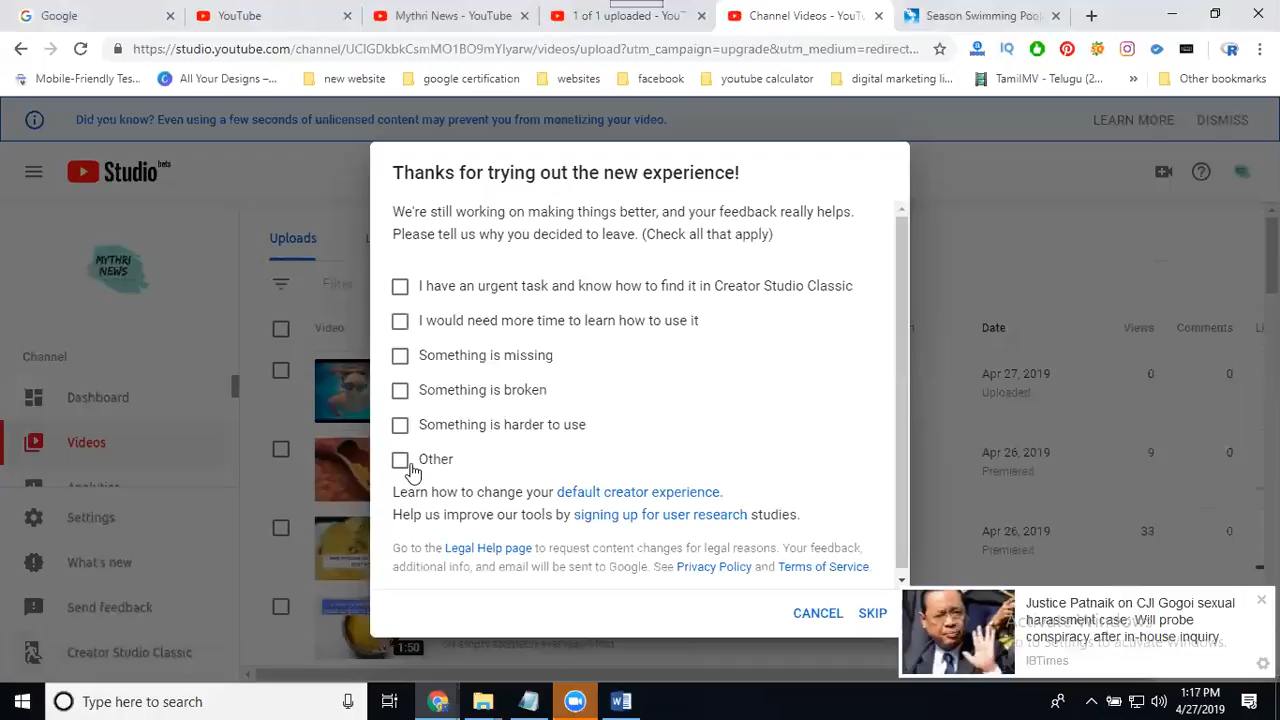 Google
YouTube
Mythri News - YouTube
1 of 1 uploaded - You
Channel Videos - YouTu
Season Swimming Pool
https://studio.youtube.com/channel/UClGDkbkCsmMO1BO9mYlyarw/videos/upload?utm_campaign=upgrade&utm_medium=redirect...
Mobile-Friendly Tes...
All Your Designs –...
new website
google certification
websites
facebook
youtube calculator
digital marketing li...
TamilMV - Telugu (2...
Other bookmarks
Did you know? Even using a few seconds of unlicensed content may prevent you from monetizing your video.
LEARN MORE
DISMISS
Studio beta
Thanks for trying out the new experience!
We're still working on making things better, and your feedback really helps.
Please tell us why you decided to leave. (Check all that apply)
I have an urgent task and know how to find it in Creator Studio Classic
I would need more time to learn how to use it
Something is missing
Something is broken
Something is harder to use
Other
Learn how to change your default creator experience.
Help us improve our tools by signing up for user research studies.
Go to the Legal Help page to request content changes for legal reasons. Your feedback,
additional info, and email will be sent to Google. See Privacy Policy and Terms of Service
CANCEL
SKIP
MYTHRI
NEWS
Channel
Dashboard
Videos
Analytics
Settings
What's new
Send feedback
Creator Studio Classic
Uploads
Filter
Video
Date
Views
Comments
Apr 27, 2019
0
0
Uploaded
Apr 26, 2019
9
0
Premiered
Apr 26, 2019
33
0
Premiered
1:50
Justice Patnaik on CJI Gogoi sexual
harassment case: Will probe
conspiracy after in-house inquiry
IBTimes
Activate Windows
Go to Settings to activate Windows.
Type here to search
1:17 PM
4/27/2019